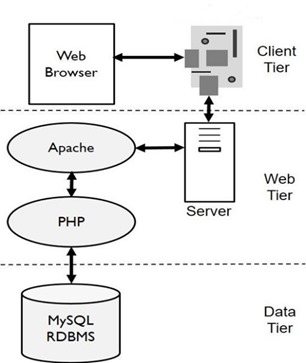 Web
Browser
Client
Tier
Apache
Server
Web
Tier
PHP
MySQL
RDBMS
Data
Tier